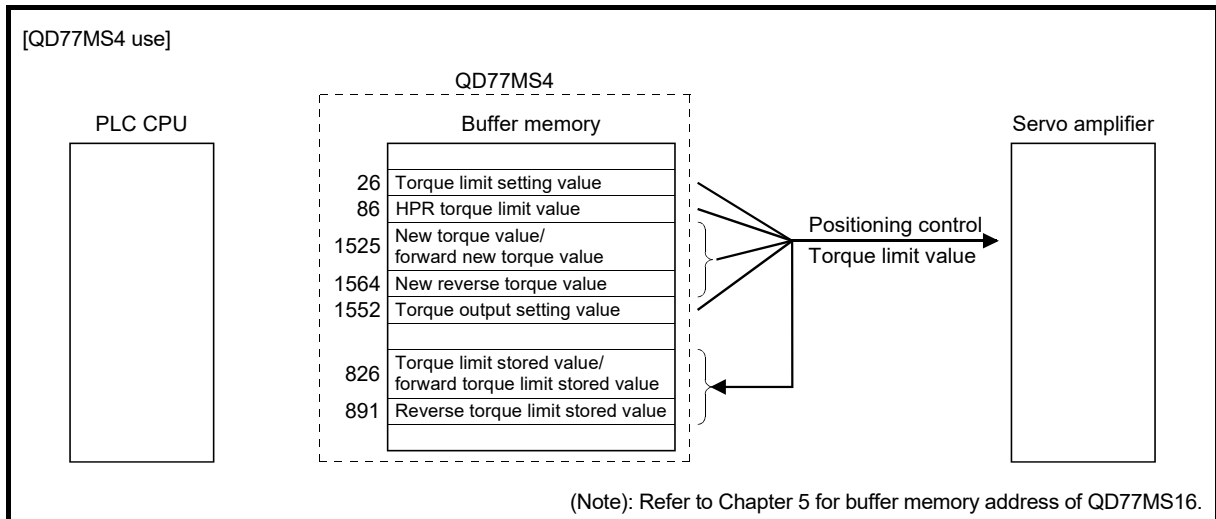 [QD77MS4 use]
QD77MS4
PLC CPU
Buffer memory
Servo amplifier
26 Torque limit setting value
86 HPR torque limit value
1525 New torque value/
forward new torque value
1564 New reverse torque value
1552 Torque output setting value
Positioning control
Torque limit value
826 Torque limit stored value/
forward torque limit stored value
891 Reverse torque limit stored value
(Note): Refer to Chapter 5 for buffer memory address of QD77MS16.